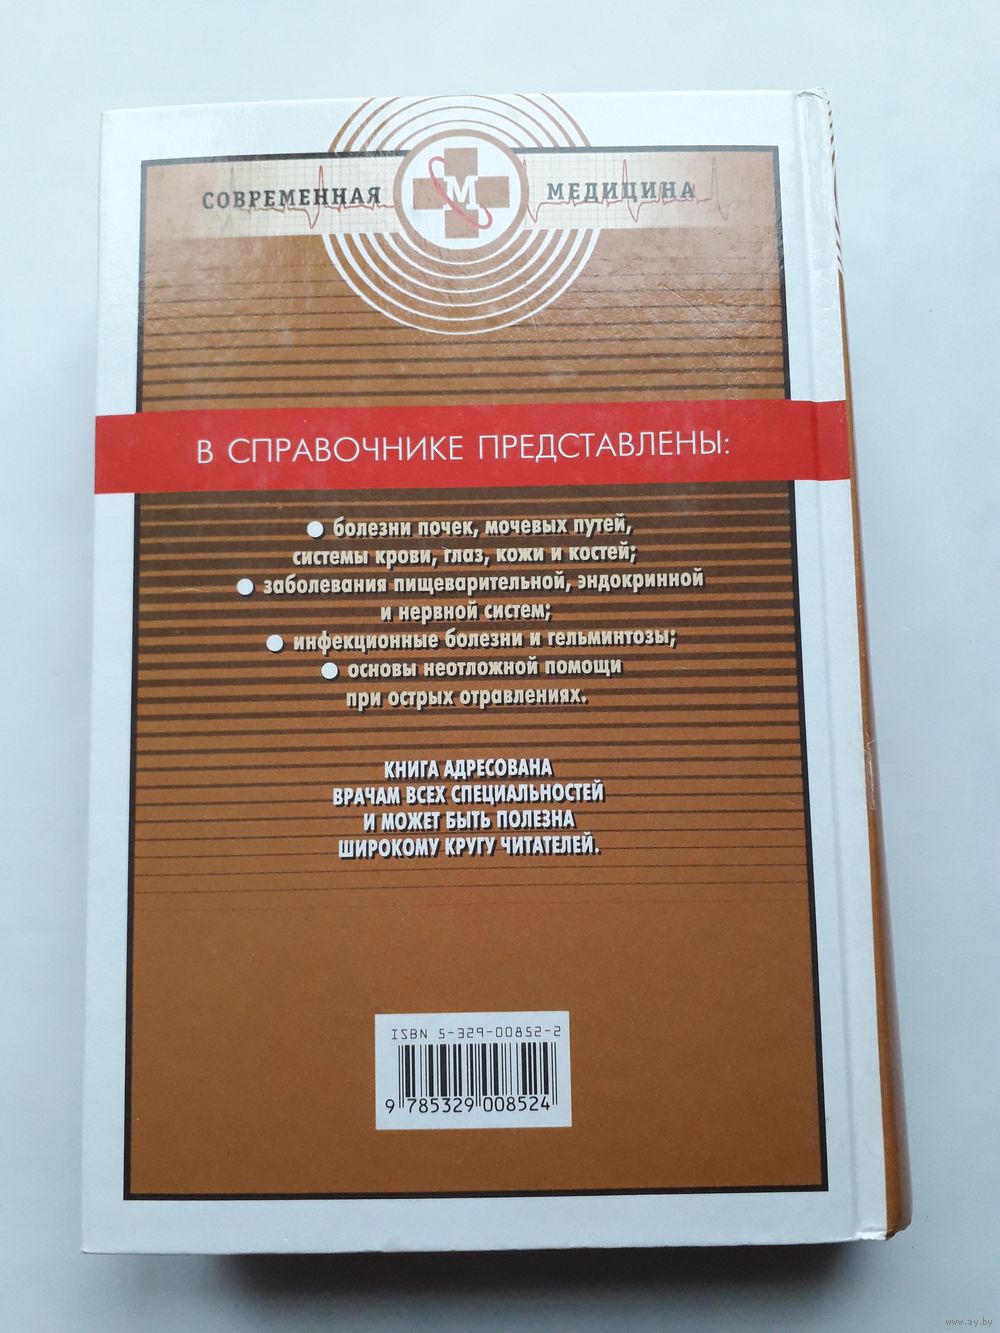 СОВРЕМЕННАЯ М МЕДИЦИНА
В СПРАВОЧНИКЕ ПРЕДСТАВЛЕНЫ:
● болезни почек, мочевых путей,
системы крови, глаз, кожи и костей;
● заболевания пищеварительной, эндокринной
и нервной систем;
● инфекционные болезни и гельминтозы;
● основы неотложной помощи
при острых отравлениях.
КНИГА АДРЕСОВАНА
ВРАЧАМ ВСЕХ СПЕЦИАЛЬНОСТЕЙ
И МОЖЕТ БЫТЬ ПОЛЕЗНА
ШИРОКОМУ КРУГУ ЧИТАТЕЛЕЙ.
ISBN 5-329-00852-2
9 785329 008524
www.ay.by